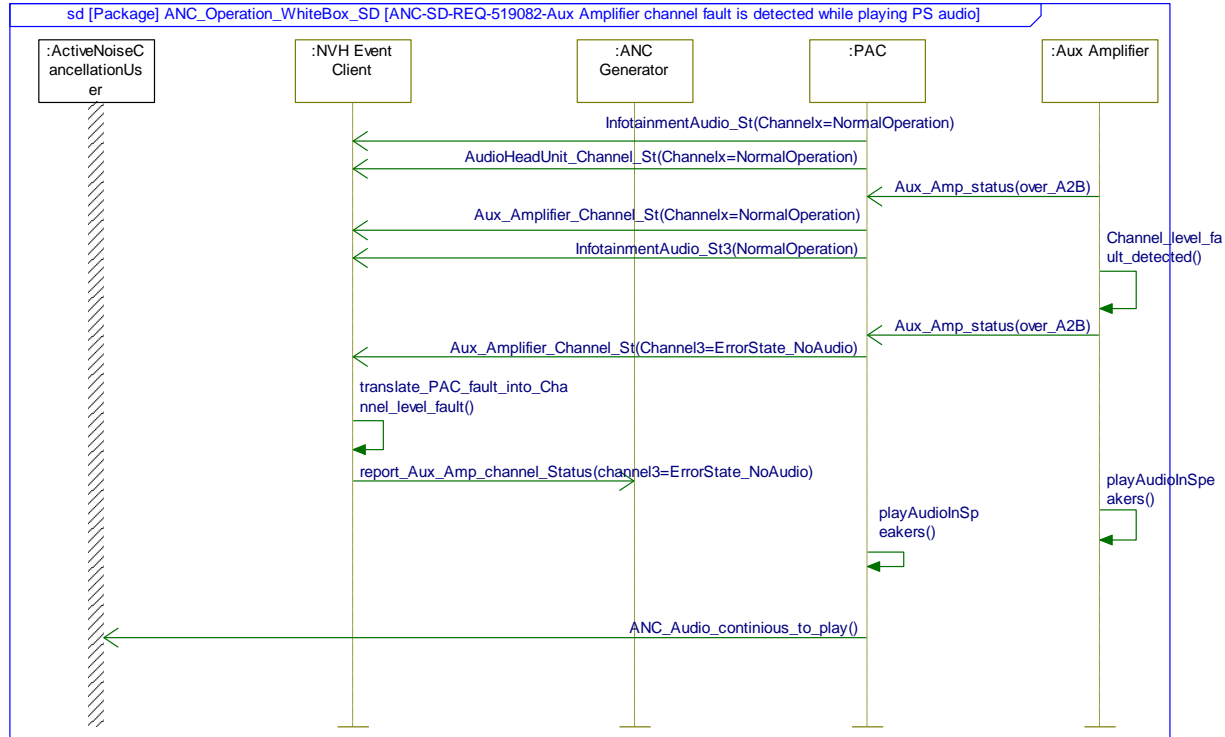 sd [Package] ANC_Operation_WhiteBox_SD [ANC-SD-REQ-519082-Aux Amplifier channel fault is detected while playing PS audio]
:ActiveNoiseC
ancellationUs
er
:NVH Event
Client
:ANC
Generator
:PAC
:Aux Amplifier
InfotainmentAudio_St(Channelx=NormalOperation)
AudioHeadUnit_Channel_St(Channelx=NormalOperation)
Aux_Amp_status(over_A2B)
Aux_Amplifier_Channel_St(Channelx=NormalOperation)
InfotainmentAudio_St3(NormalOperation)
Channel_level_fa
ult_detected()
Aux_Amp_status(over_A2B)
Aux_Amplifier_Channel_St(Channel3=ErrorState_NoAudio)
translate_PAC_fault_into_Cha
nnel_level_fault()
report_Aux_Amp_channel_Status(channel3=ErrorState_NoAudio)
playAudioInSpe
akers()
playAudioInSp
eakers()
ANC_Audio_continious_to_play()